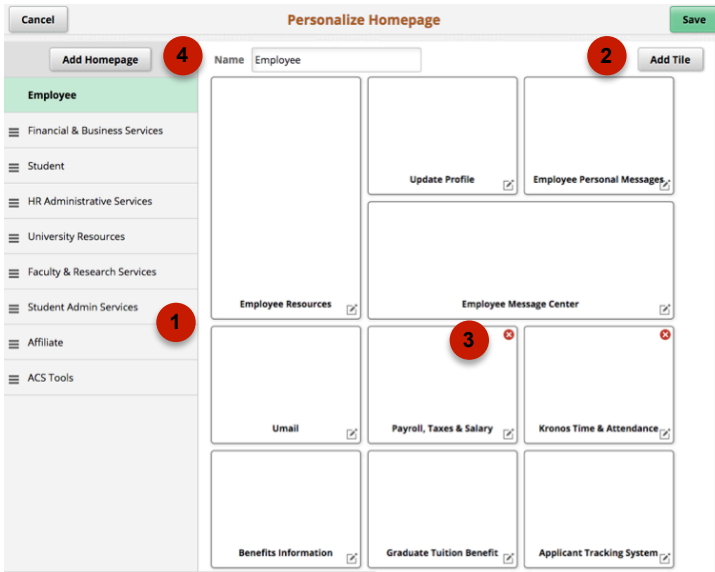 Cancel
Personalize Homepage
Save
Add Homepage
4
Name
Employee
2
Add Tile
Employee
Financial & Business Services
Student
HR Administrative Services
University Resources
Faculty & Research Services
Student Admin Services
1
Affiliate
ACS Tools
Update Profile
Employee Personal Messages
Employee Resources
Employee Message Center
3
Umail
Payroll, Taxes & Salary
Kronos Time & Attendance
Benefits Information
Graduate Tuition Benefit
Applicant Tracking System